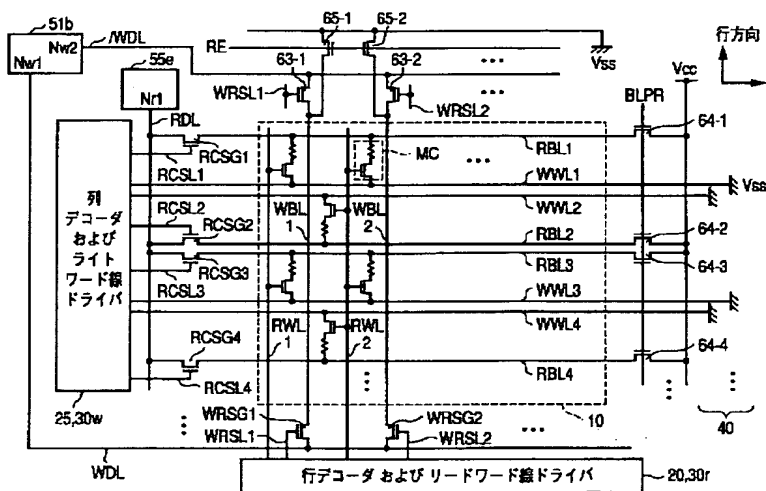 51b
Nw2
Nw1
/WDL
65-1
65-2
RE
Vss
行方向
55e
Nr1
63-1
63-2
WRSL1
WRSL2
Vcc
BLPR
RDL
64-1
RCSG1
RCSL1
MC
RBL1
WWL1
Vss
RCSL2
RCSG2
WBL
1
WBL
2
WWL2
RBL2
64-2
列
デコーダ
および
ライト
ワード線
ドライバ
RCSG3
RCSL3
RBL3
64-3
WWL3
RWL
1
RWL
2
WWL4
RCSG4
RCSL4
RBL4
64-4
25,30w
WRSG1
WRSL1
WRSG2
WRSL2
10
40
WDL
行デコーダ および リードワード線ドライバ
20,30r